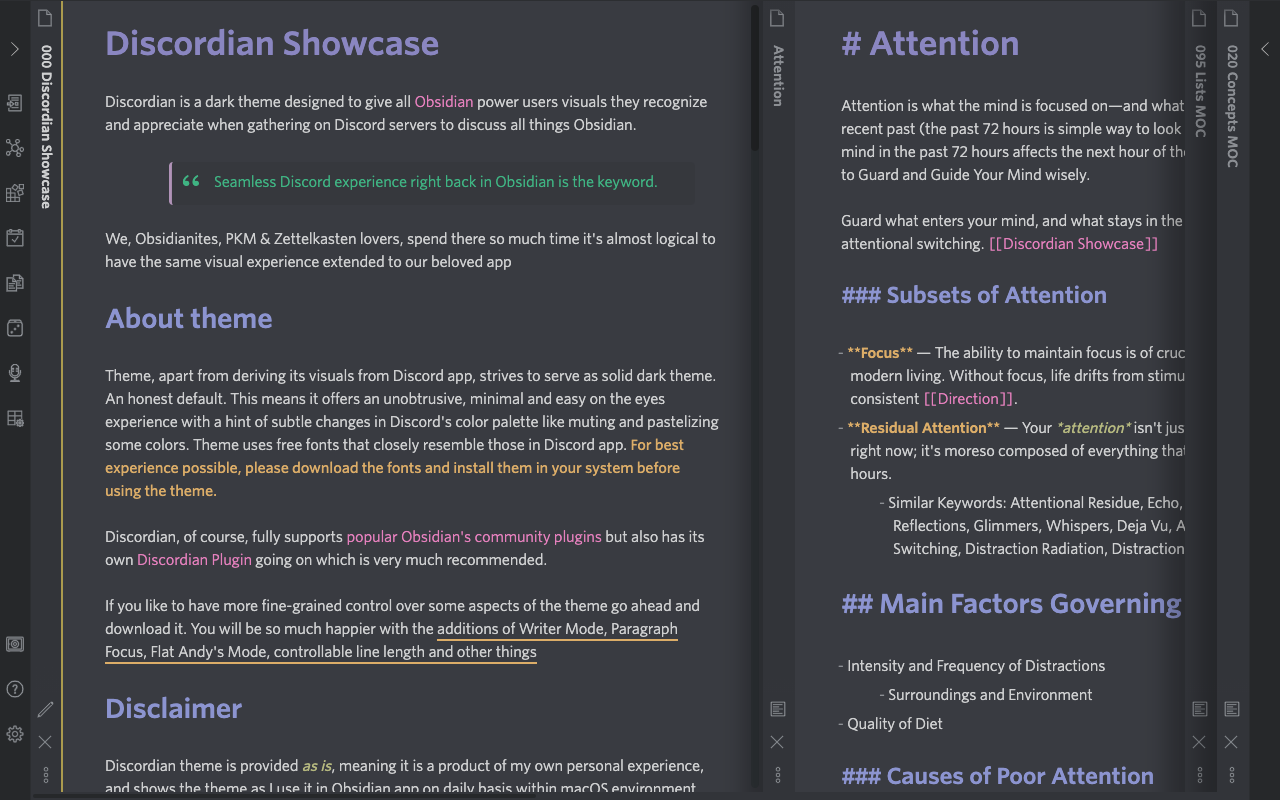 000 Discordian Showcase
Discordian Showcase
Discordian is a dark theme designed to give all Obsidian power users visuals they recognize
and appreciate when gathering on Discord servers to discuss all things Obsidian.
Seamless Discord experience right back in Obsidian is the keyword.
We, Obsidianites, PKM & Zettelkasten lovers, spend there so much time it's almost logical to
have the same visual experience extended to our beloved app
About theme
Theme, apart from deriving its visuals from Discord app, strives to serve as solid dark theme.
An honest default. This means it offers an unobtrusive, minimal and easy on the eyes
experience with a hint of subtle changes in Discord's color palette like muting and pastelizing
some colors. Theme uses free fonts that closely resemble those in Discord app. For best
experience possible, please download the fonts and install them in your system before
using the theme.
Discordian, of course, fully supports popular Obsidian's community plugins but also has its
own Discordian Plugin going on which is very much recommended.
If you like to have more fine-grained control over some aspects of the theme go ahead and
download it. You will be so much happier with the additions of Writer Mode, Paragraph
Focus, Flat Andy's Mode, controllable line length and other things
Disclaimer
Discordian theme is provided as is, meaning it is a product of my own personal experience,
and shows the theme as I use it in Obsidian app on daily basis within macOS environment
Attention
# Attention
Attention is what the mind is focused on—and what
recent past (the past 72 hours is simple way to look
mind in the past 72 hours affects the next hour of the
to Guard and Guide Your Mind wisely.
Guard what enters your mind, and what stays in the
attentional switching. [[Discordian Showcase]]
### Subsets of Attention
- **Focus** — The ability to maintain focus is of cruc
modern living. Without focus, life drifts from stimu
consistent [[Direction]].
- **Residual Attention** — Your *attention* isn't jus
right now; it's moreso composed of everything tha
hours.
- Similar Keywords: Attentional Residue, Echo,
Reflections, Glimmers, Whispers, Deja Vu, A
Switching, Distraction Radiation, Distraction
## Main Factors Governing
- Intensity and Frequency of Distractions
- Surroundings and Environment
- Quality of Diet
### Causes of Poor Attention
095 Lists MOC
020 Concepts MOC